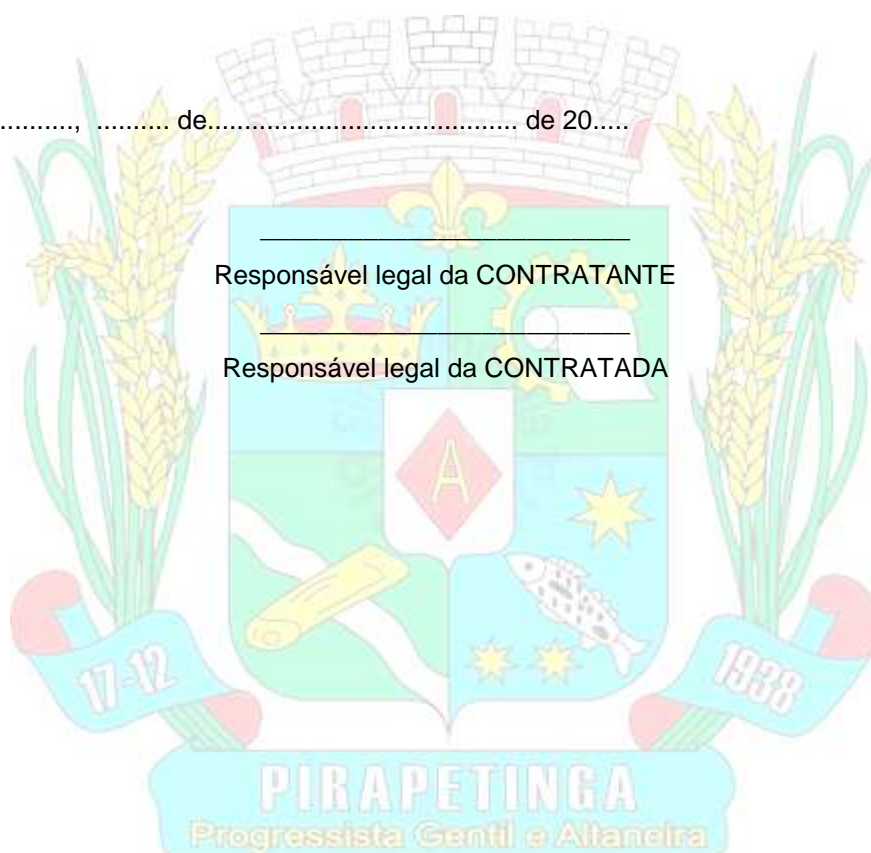 .........., .......... de.......................................... de 20.....
Responsável legal da CONTRATANTE
Responsável legal da CONTRATADA
A
17-12
1938
PIRAPETINGA
Progressista Gentil e Altaneira